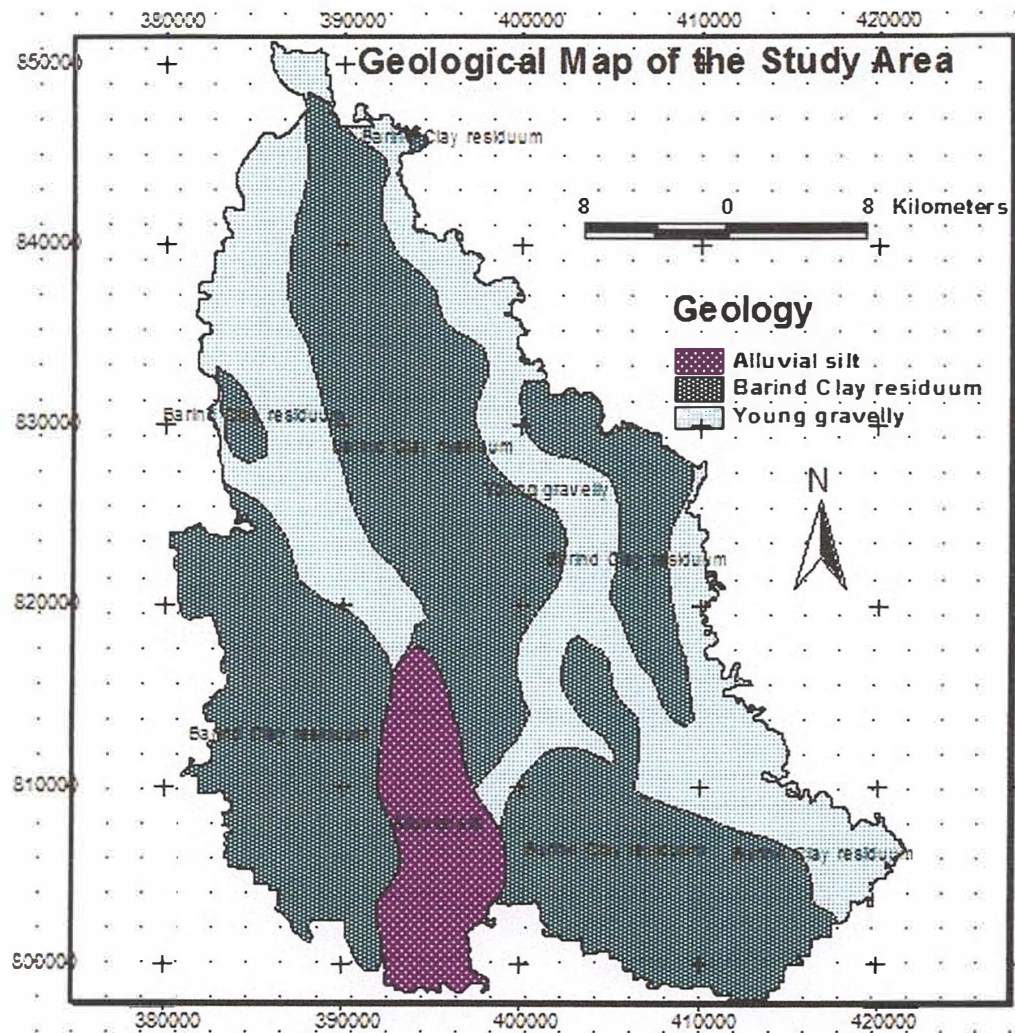 380000 390000 400000 410000 420000
850000
Geological Map of the Study Area
Barind Clay residuum
8 0 8 Kilometers
840000
Geology
Alluvial silt
Barind Clay residuum
Young gravelly
830000
Barind Clay residuum
Barind Clay residuum
Young gravelly
N
Barind Clay residuum
820000
Barind Clay residuum
810000
Barind Clay residuum
Barind Clay residuum
800000
380000 390000 400000 410000 420000